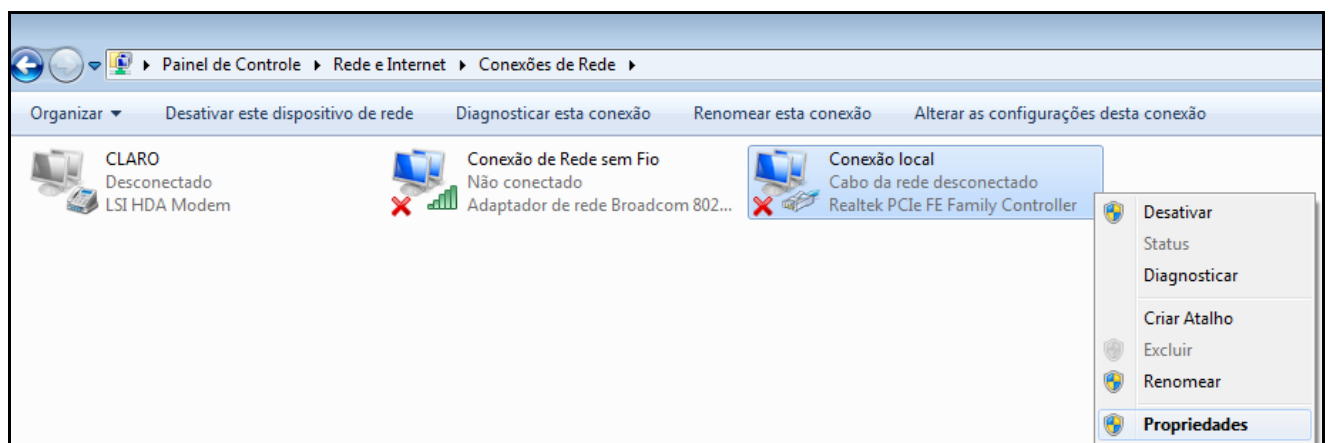 Painel de Controle ▸ Rede e Internet ▸ Conexões de Rede ▸
Organizar ▾ Desativar este dispositivo de rede Diagnosticar esta conexão Renomear esta conexão Alterar as configurações desta conexão
CLARO
Desconectado
LSI HDA Modem
Conexão de Rede sem Fio
Não conectado
Adaptador de rede Broadcom 802...
Conexão local
Cabo da rede desconectado
Realtek PCIe FE Family Controller
Desativar
Status
Diagnosticar
Criar Atalho
Excluir
Renomear
Propriedades